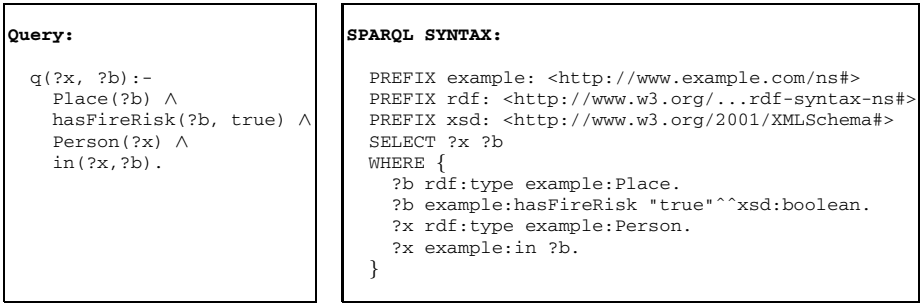 Query:
q(?x, ?b):-
Place(?b) ∧
hasFireRisk(?b, true) ∧
Person(?x) ∧
in(?x,?b).
SPARQL SYNTAX:
PREFIX example: <http://www.example.com/ns#>
PREFIX rdf: <http://www.w3.org/...rdf-syntax-ns#>
PREFIX xsd: <http://www.w3.org/2001/XMLSchema#>
SELECT ?x ?b
WHERE {
?b rdf:type example:Place.
?b example:hasFireRisk "true"^^xsd:boolean.
?x rdf:type example:Person.
?x example:in ?b.
}